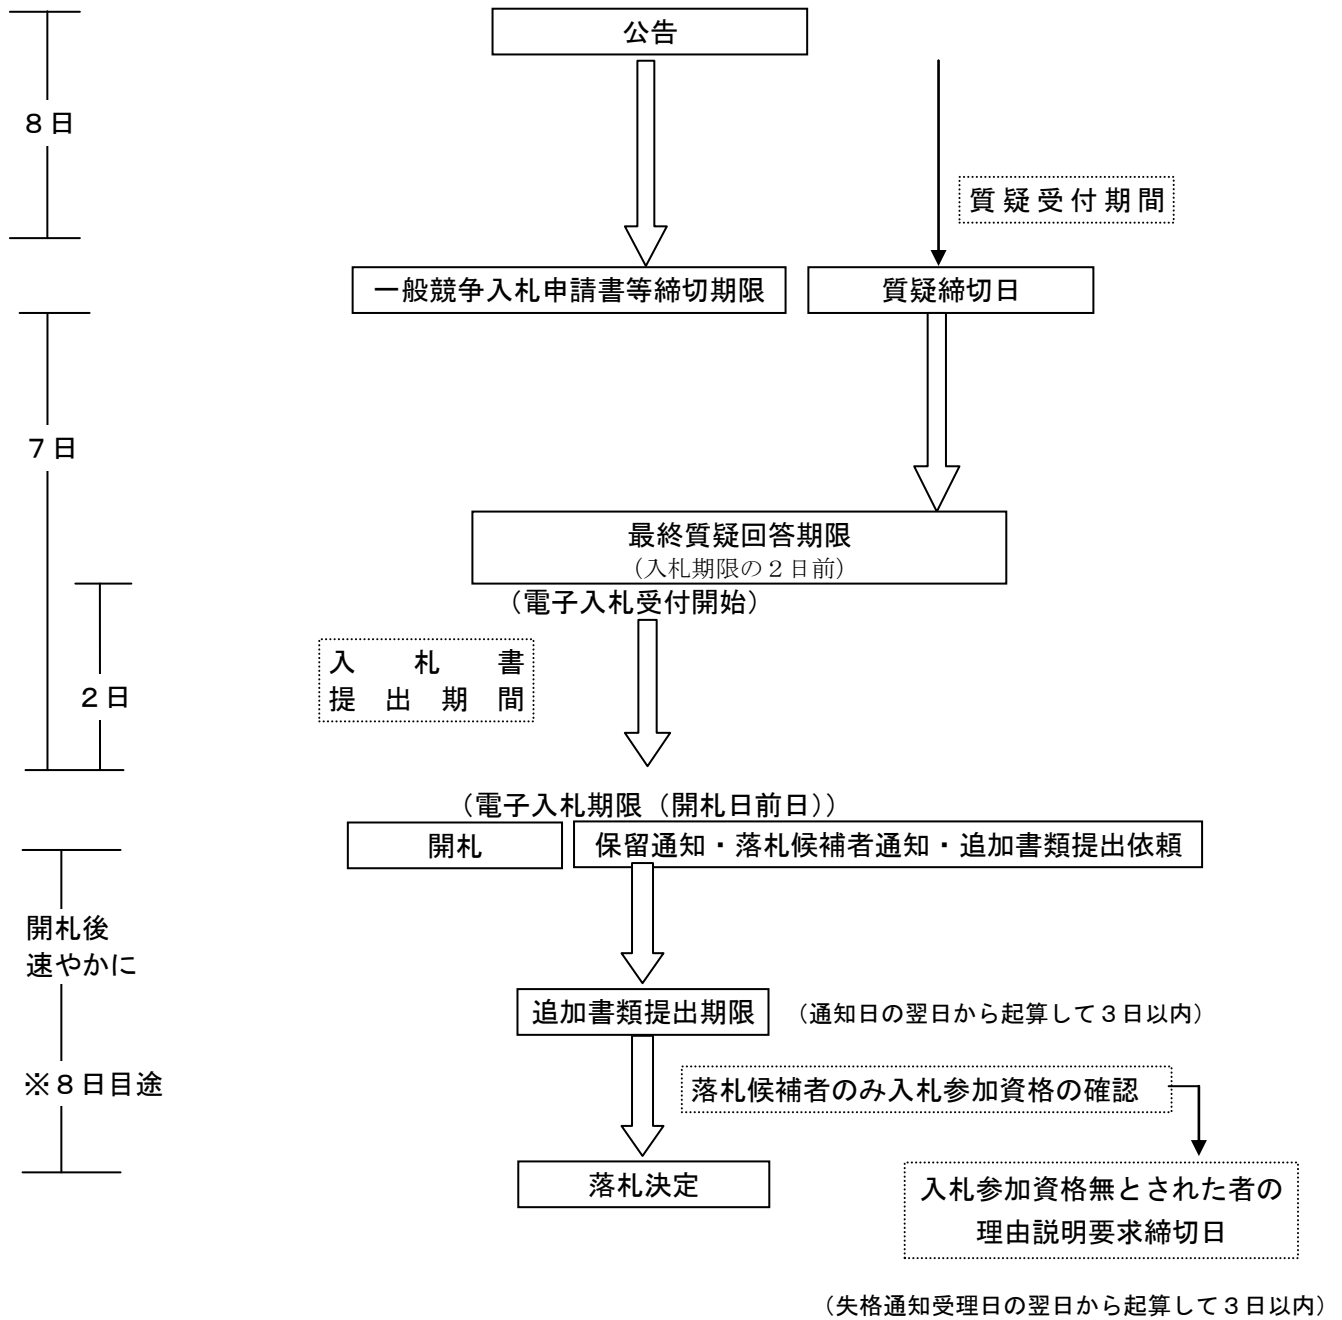 公告
８日
質疑受付期間
一般競争入札申請書等締切期限
質疑締切日
７日
最終質疑回答期限
（入札期限の２日前）
（電子入札受付開始）
入札書
提出期間
２日
（電子入札期限（開札日前日））
開札
保留通知・落札候補者通知・追加書類提出依頼
開札後
速やかに
追加書類提出期限
（通知日の翌日から起算して３日以内）
※８日目途
落札候補者のみ入札参加資格の確認
落札決定
入札参加資格無とされた者の
理由説明要求締切日
（失格通知受理日の翌日から起算して３日以内）